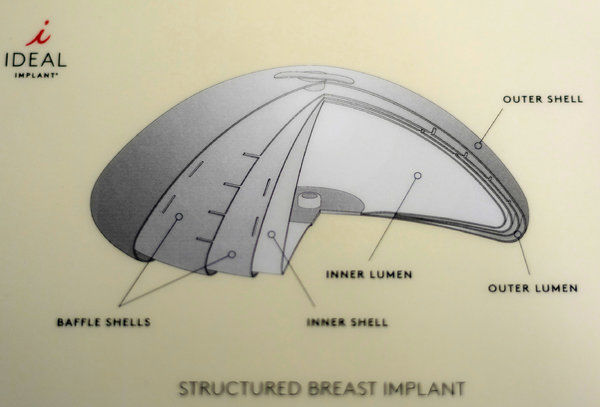 i
IDEAL
IMPLANT®
OUTER SHELL
INNER LUMEN
OUTER LUMEN
BAFFLE SHELLS
INNER SHELL
STRUCTURED BREAST IMPLANT